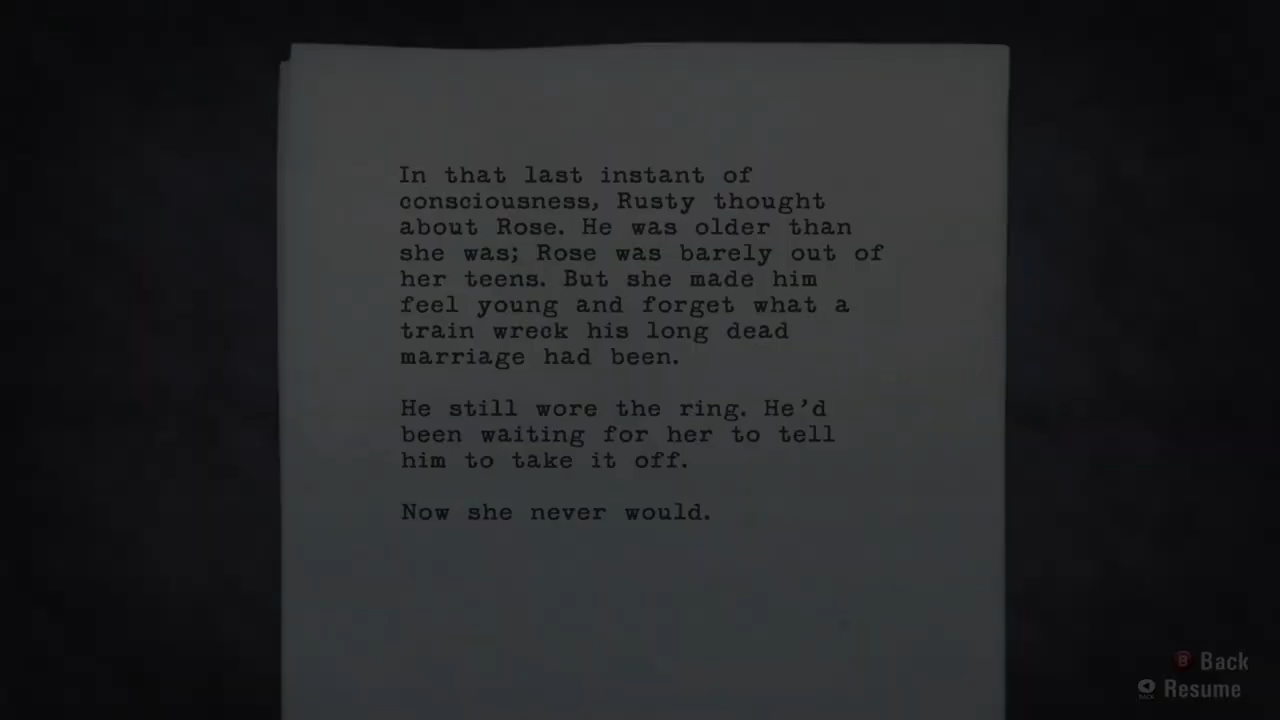 In that last instant of
consciousness, Rusty thought
about Rose. He was older than
she was; Rose was barely out of
her teens. But she made him
feel young and forget what a
train wreck his long dead
marriage had been.
He still wore the ring. He'd
been waiting for her to tell
him to take it off.
Now she never would.
B Back
BACK Resume